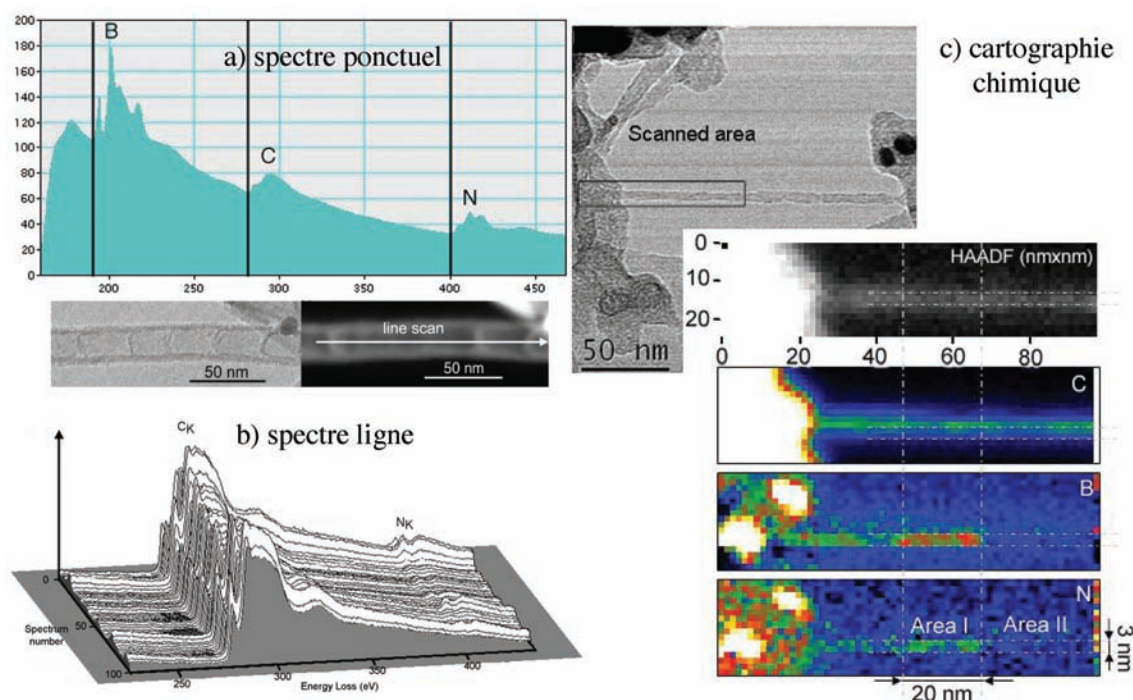 a) spectre ponctuel
200
180
160
140
120
100
80
60
40
20
0
B
C
N
200
250
300
350
400
450
line scan
50 nm
50 nm
b) spectre ligne
CK
NK
0
50
100
Spectrum
number
250
300
350
400
Energy Loss (eV)
c) cartographie
chimique
Scanned area
50 nm
HAADF (nmxnm)
0
10
20
0
20
40
60
80
C
B
N
Area I
Area II
3 nm
20 nm